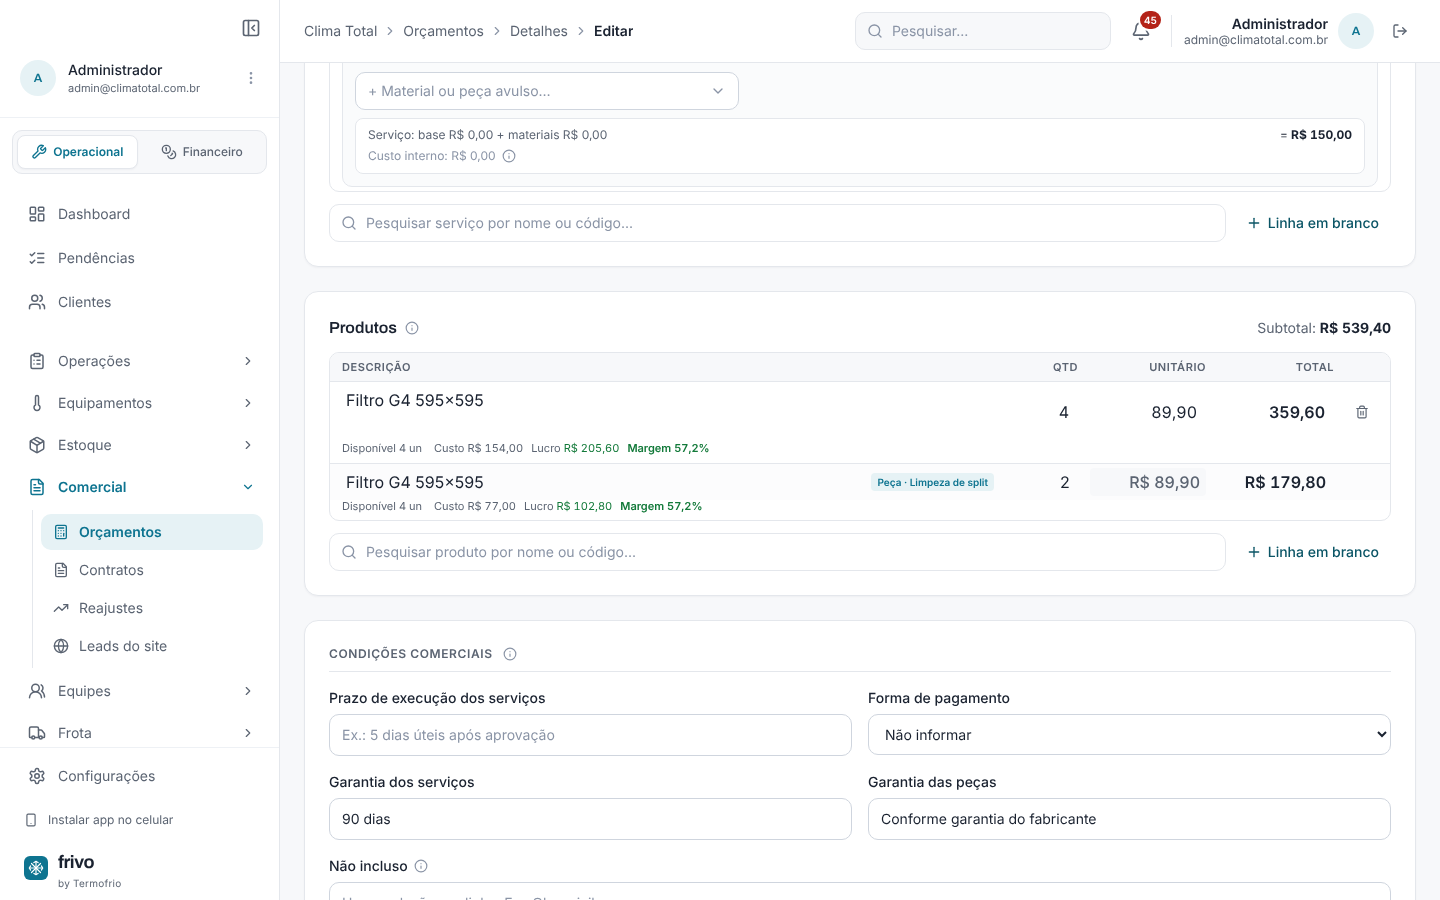 Clima Total > Orçamentos > Detalhes > Editar
Pesquisar...
45
Administrador
admin@climatotal.com.br
A
A
Administrador
admin@climatotal.com.br
Operacional
Financeiro
Dashboard
Pendências
Clientes
Operações
Equipamentos
Estoque
Comercial
Orçamentos
Contratos
Reajustes
Leads do site
Equipes
Frota
Configurações
Instalar app no celular
frivo
by Termofrio
+ Material ou peça avulso...
Serviço: base R$ 0,00 + materiais R$ 0,00 = R$ 150,00
Custo interno: R$ 0,00
Pesquisar serviço por nome ou código...
+ Linha em branco
Produtos
Subtotal: R$ 539,40
DESCRIÇÃO QTD UNITÁRIO TOTAL
Filtro G4 595×595 4 89,90 359,60
Disponível 4 un Custo R$ 154,00 Lucro R$ 205,60 Margem 57,2%
Filtro G4 595×595 Peça · Limpeza de split 2 R$ 89,90 R$ 179,80
Disponível 4 un Custo R$ 77,00 Lucro R$ 102,80 Margem 57,2%
Pesquisar produto por nome ou código...
+ Linha em branco
CONDIÇÕES COMERCIAIS
Prazo de execução dos serviços
Ex.: 5 dias úteis após aprovação
Forma de pagamento
Não informar
Garantia dos serviços
90 dias
Garantia das peças
Conforme garantia do fabricante
Não incluso